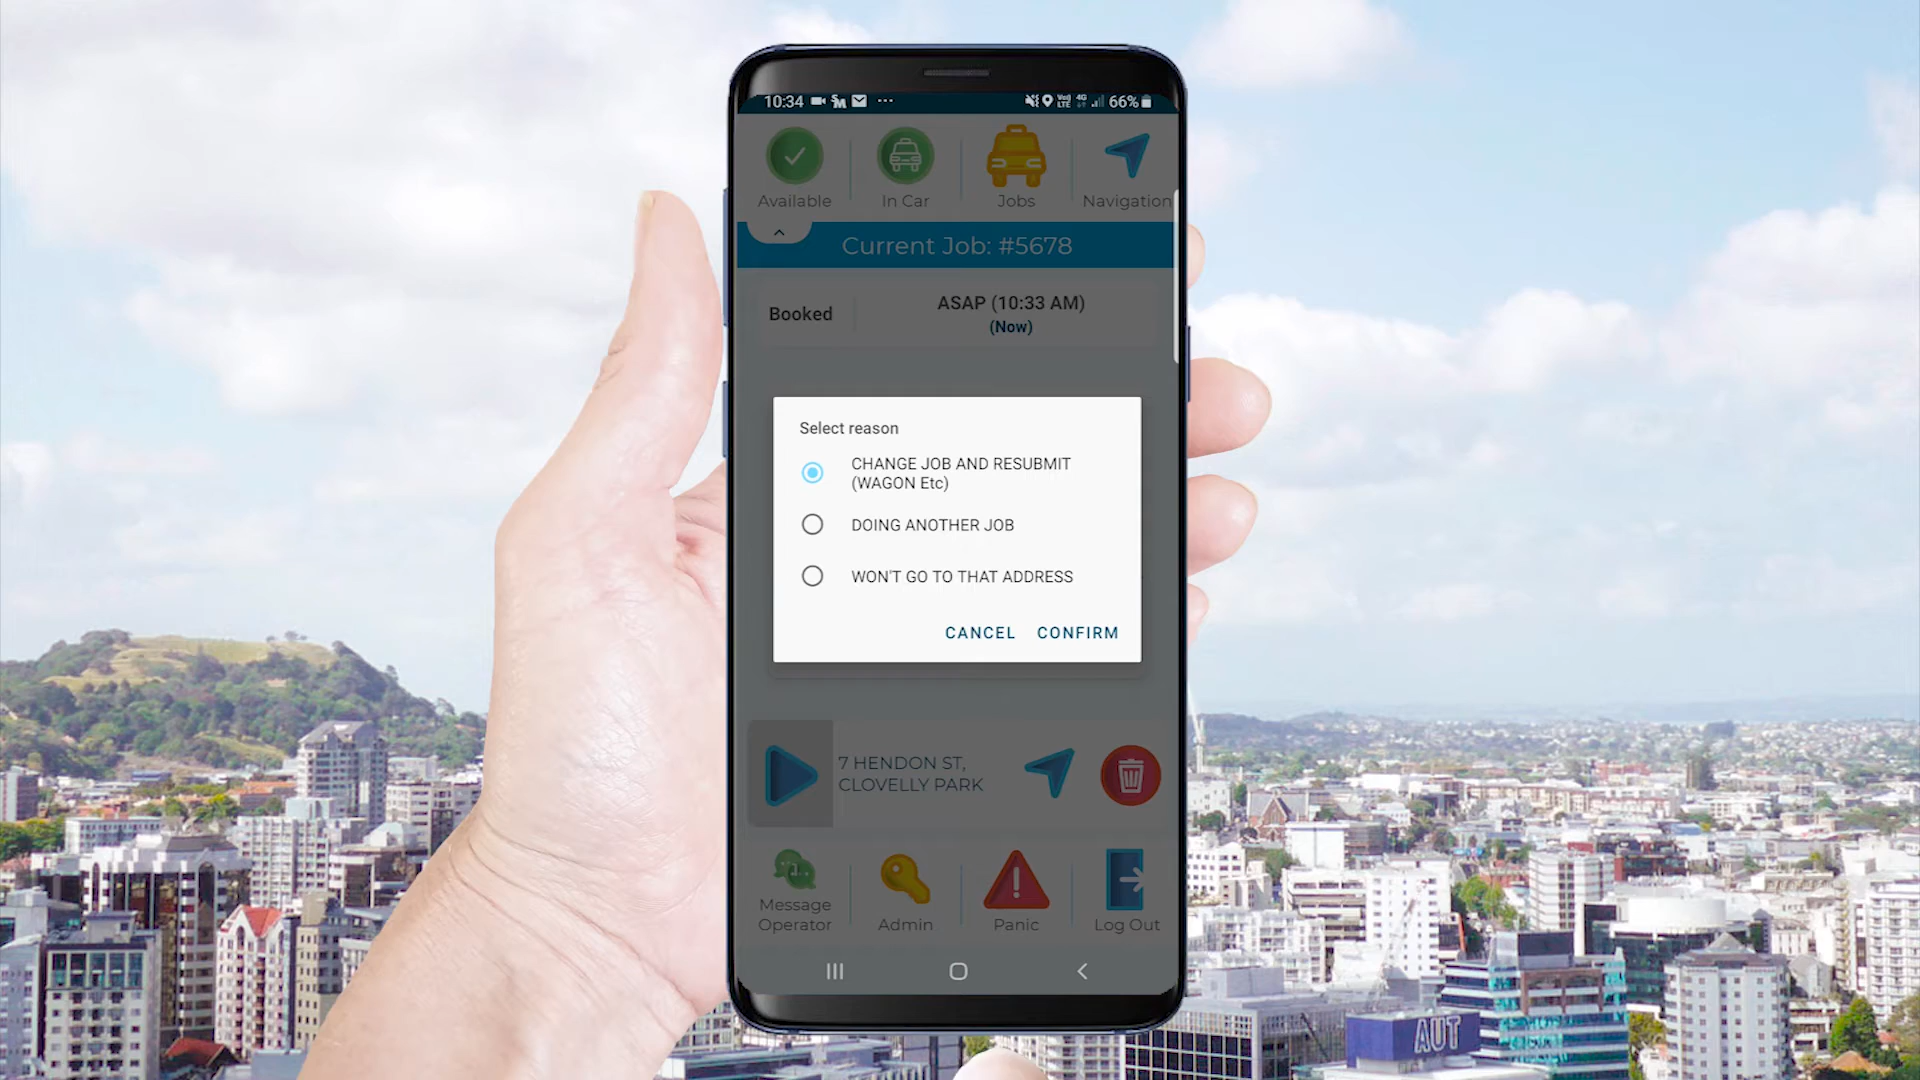 10:34
66%
Available
In Car
Jobs
Navigation
Current Job: #5678
Booked
ASAP (10:33 AM)
(Now)
Select reason
CHANGE JOB AND RESUBMIT
(WAGON Etc)
DOING ANOTHER JOB
WON'T GO TO THAT ADDRESS
CANCEL CONFIRM
7 HENDON ST,
CLOVELLY PARK
Message
Operator
Admin
Panic
Log Out
AUT